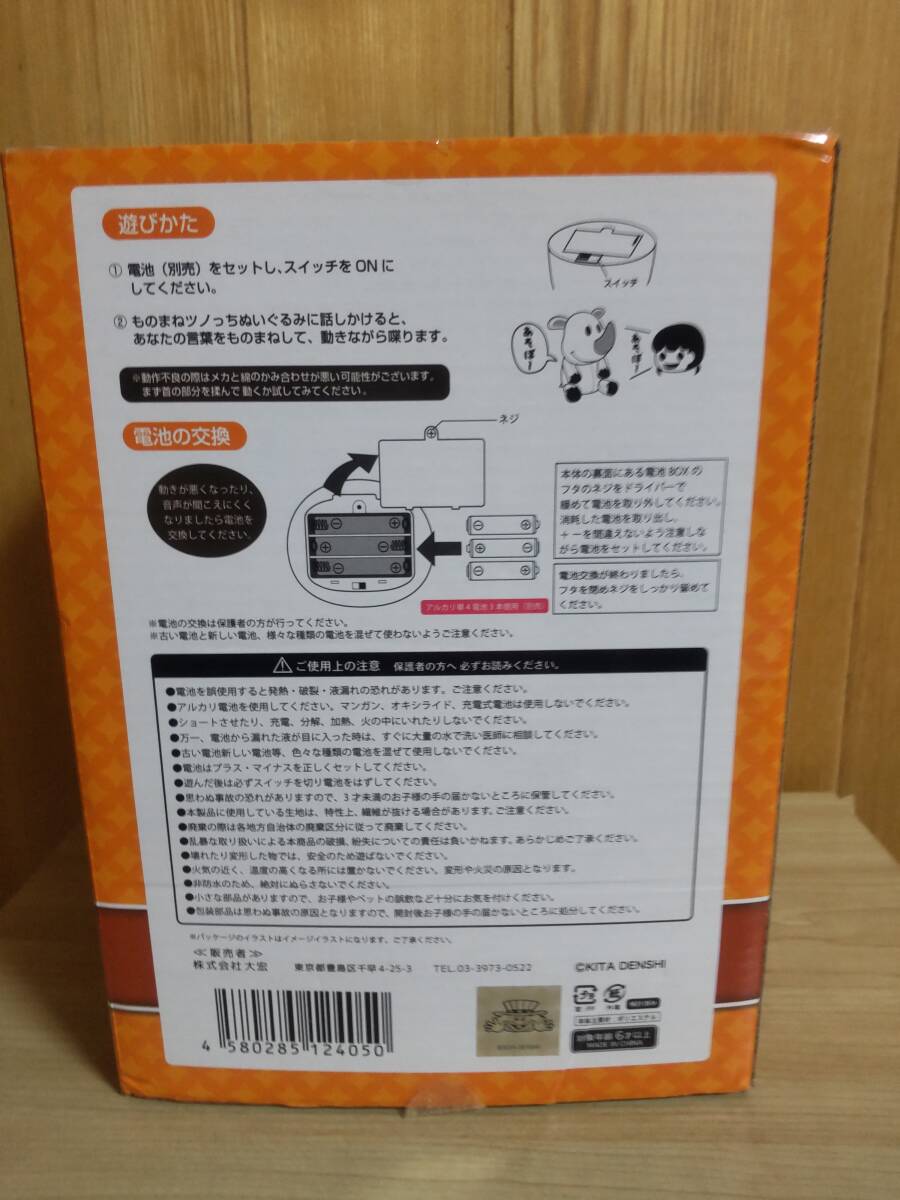 遊びかた
① 電池（別売）をセットし、スイッチを ON に
してください。
スイッチ
② ものまねツノっちぬいぐるみに話しかけると、
あなたの言葉をものまねして、動きながら喋ります。
あそぼー
あそぼー
※動作不良の際はメカと綿のかみ合わせが悪い可能性がございます。
まず首の部分を揉んで 動くか試してみてください。
電池の交換
ネジ
動きが悪くなったり、
音声が聞こえにくく
なりましたら電池を
交換してください。
本体の裏面にある電池 BOX の
フタのネジをドライバーで
緩めて電池を取り外してください。
消耗した電池を取り出し、
＋－を間違えないよう注意しな
がら電池をセットしてください。
電池交換が終わりましたら、
フタを閉めネジをしっかり留めて
ください。
アルカリ単４電池３本使用（別売）
※電池の交換は保護者の方が行ってください。
※古い電池と新しい電池、様々な種類の電池を混ぜて使わないようご注意ください。
ご使用上の注意 保護者の方へ 必ずお読みください。
●電池を誤使用すると発熱・破裂・液漏れの恐れがあります。ご注意ください。
●アルカリ電池を使用してください。マンガン、オキシライド、充電式電池は使用しないでください。
●ショートさせたり、充電、分解、加熱、火の中にいれたりしないでください。
●万一、電池から漏れた液が目に入った時は、すぐに大量の水で洗い医師に相談してください。
●古い電池新しい電池等、色々な種類の電池を混ぜて使用しないでください。
●電池はプラス・マイナスを正しくセットしてください。
●遊んだ後は必ずスイッチを切り電池をはずしてください。
●思わぬ事故の恐れがありますので、３才未満のお子様の手の届かないところに保管してください。
●本製品に使用している生地は、特性上、繊維が抜ける場合があります。ご注意ください。
●廃棄の際は各地方自治体の廃棄区分に従って廃棄してください。
●乱暴な取り扱いによる本商品の破損、紛失についての責任は負いかねます。あらかじめご了承ください。
●壊れたり変形した物では、安全のため遊ばないでください。
●火気の近く、温度の高くなる所には置かないでください。変形や火災の原因となります。
●非防水のため、絶対にぬらさないでください。
●小さな部品がありますので、お子様やペットの誤飲など十分にお気を付けください。
●包装部品は思わぬ事故の原因となりますので、開封後お子様の手の届かないところに処分してください。
※パッケージのイラストはイメージイラストになります。ご了承ください。
≪販売者≫
株式会社 大宏 東京都豊島区千早4-25-3 TEL.03-3973-0522
©KITA DENSHI
4 580285 124050
プラ
ポリエステル
対象年齢 6才以上
MADE IN CHINA